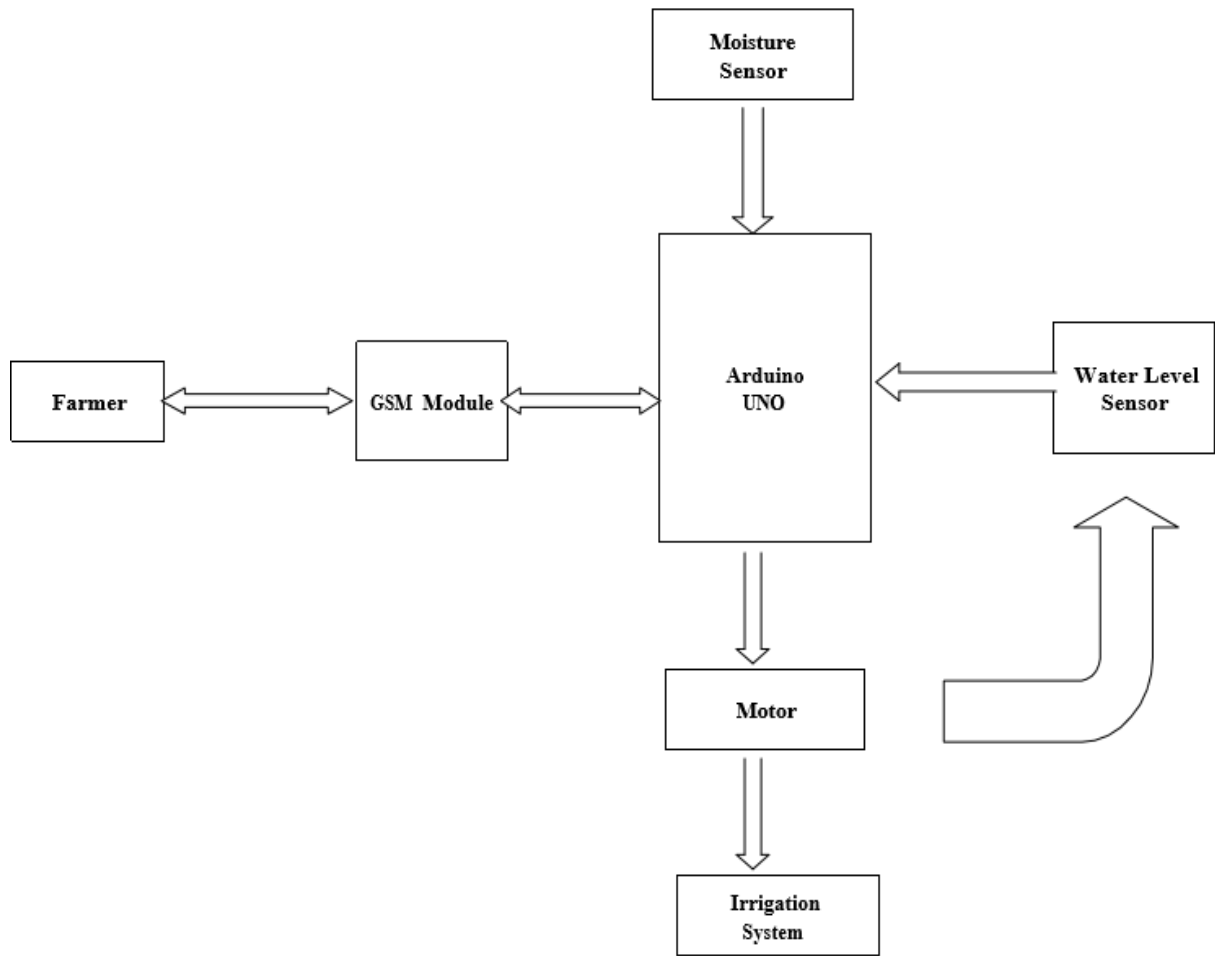 Moisture
Sensor
Farmer
GSM Module
Arduino
UNO
Water Level
Sensor
Motor
Irrigation
System